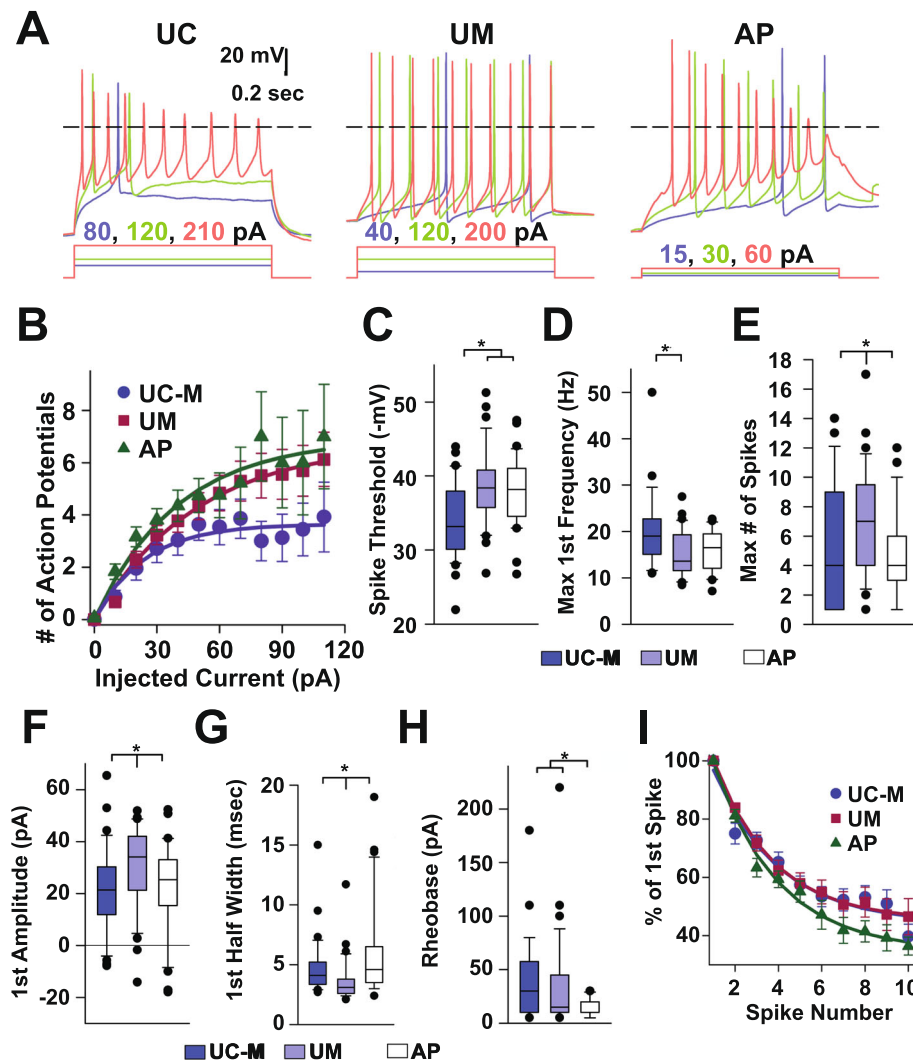 A
UC
UM
AP
20 mV
0.2 sec
80, 120, 210 pA
40, 120, 200 pA
15, 30, 60 pA
B
8
6
4
2
0
# of Action Potentials
UC-M
UM
AP
0 30 60 90 120
Injected Current (pA)
C
*
50
40
30
20
Spike Threshold (-mV)
D
*
50
40
30
20
10
0
Max 1st Frequency (Hz)
E
*
18
16
14
12
10
8
6
4
2
0
Max # of Spikes
UC-M UM AP
F
*
60
40
20
0
-20
1st Amplitude (pA)
G
*
20
15
10
5
0
1st Half Width (msec)
H
*
200
150
100
50
0
Rheobase (pA)
UC-M UM AP
I
100
80
60
40
% of 1st Spike
UC-M
UM
AP
2 4 6 8 10
Spike Number